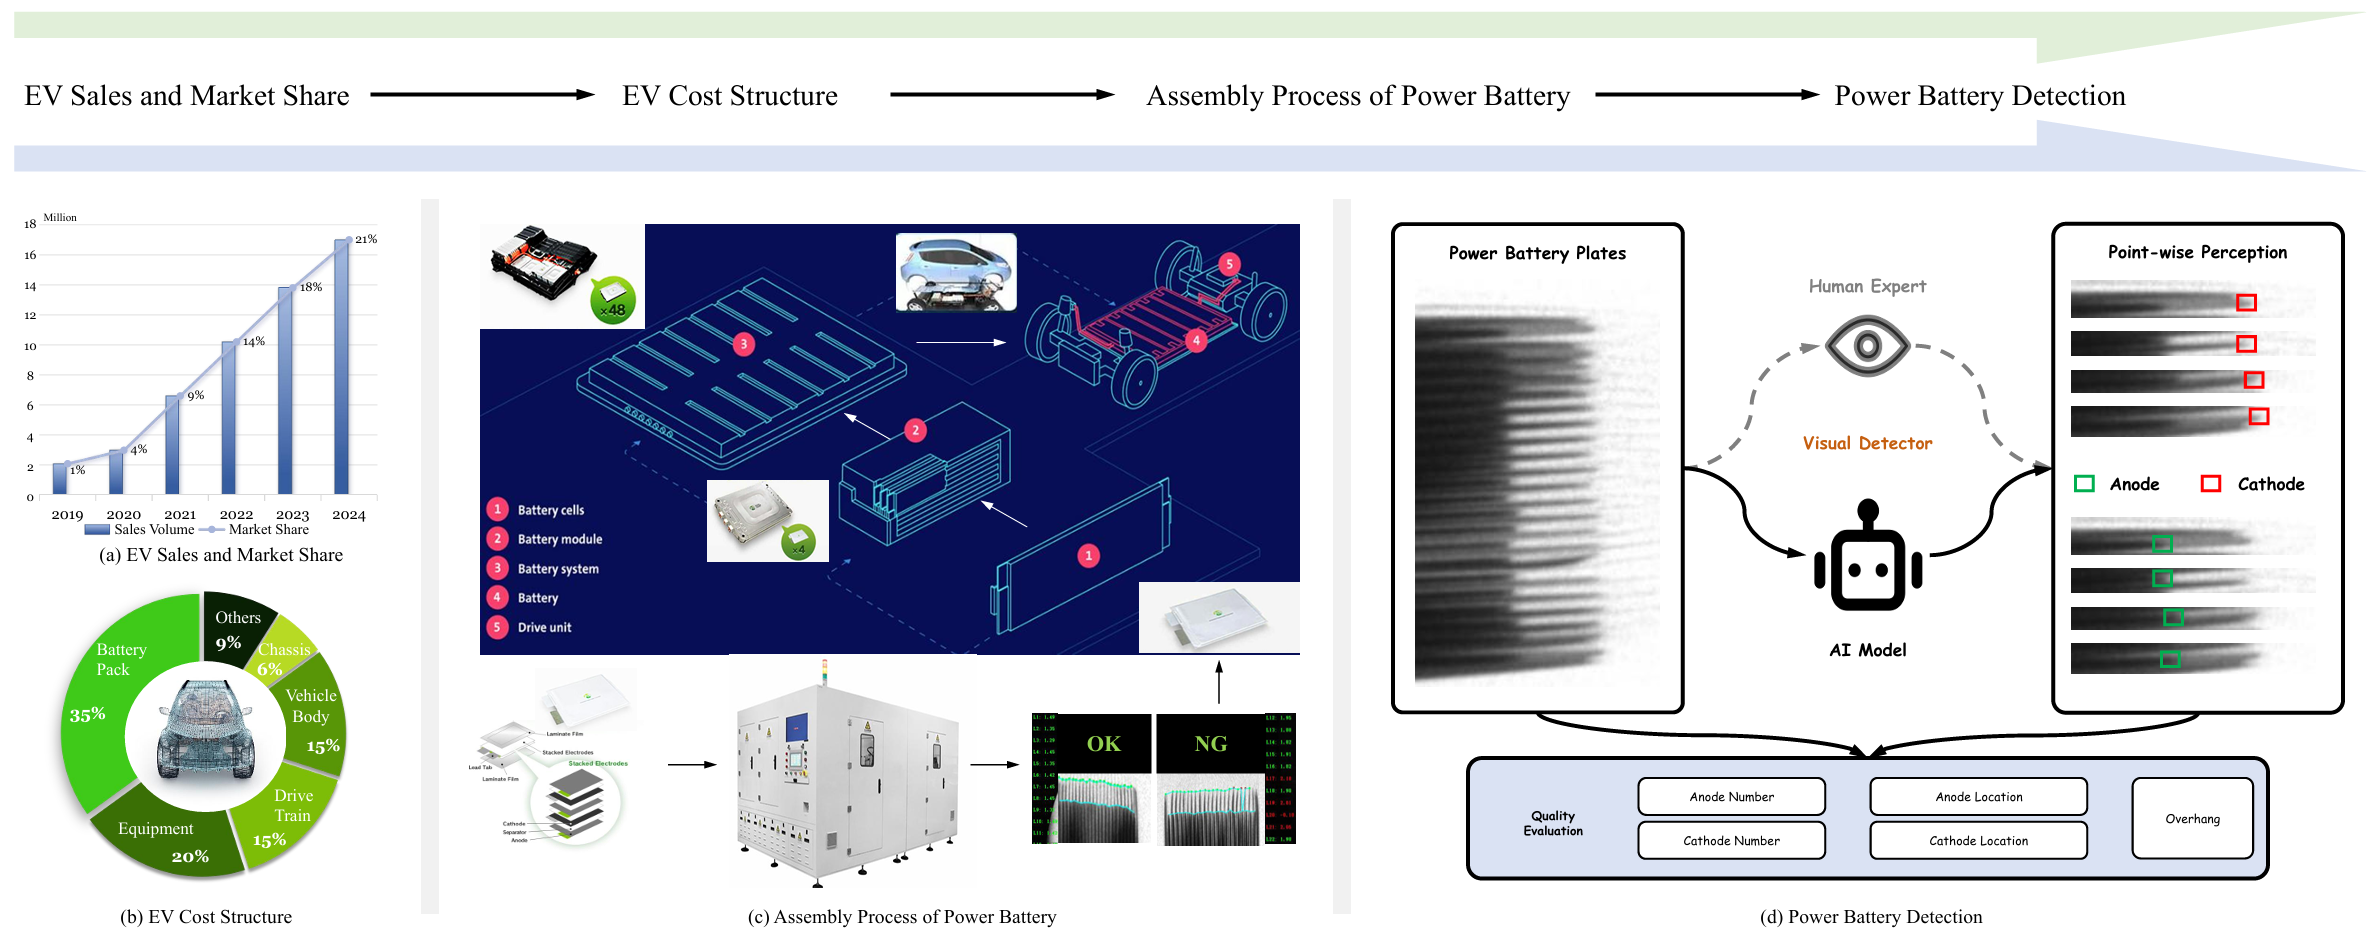 EV Sales and Market Share
EV Cost Structure
Assembly Process of Power Battery
Power Battery Detection
Million
18
16
14
12
10
8
6
4
2
0
1%
4%
9%
14%
18%
21%
2019 2020 2021 2022 2023 2024
Sales Volume Market Share
(a) EV Sales and Market Share
Others
9%
Chassis
6%
Vehicle
Body
15%
Drive
Train
15%
Equipment
20%
Battery
Pack
35%
(b) EV Cost Structure
×48
3
5
4
2
×4
1
1 Battery cells
2 Battery module
3 Battery system
4 Battery
5 Drive unit
Laminate Film
Stacked Electrodes
Lead Tab
Laminate Film
Stacked Electrodes
Cathode
Separator
Anode
OK
NG
(c) Assembly Process of Power Battery
Power Battery Plates
Human Expert
Visual Detector
AI Model
Point-wise Perception
Anode Cathode
Quality
Evaluation
Anode Number
Cathode Number
Anode Location
Cathode Location
Overhang
(d) Power Battery Detection